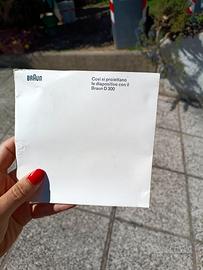 BRAUN
Così si proiettano
le diapositive con il
Braun D 300